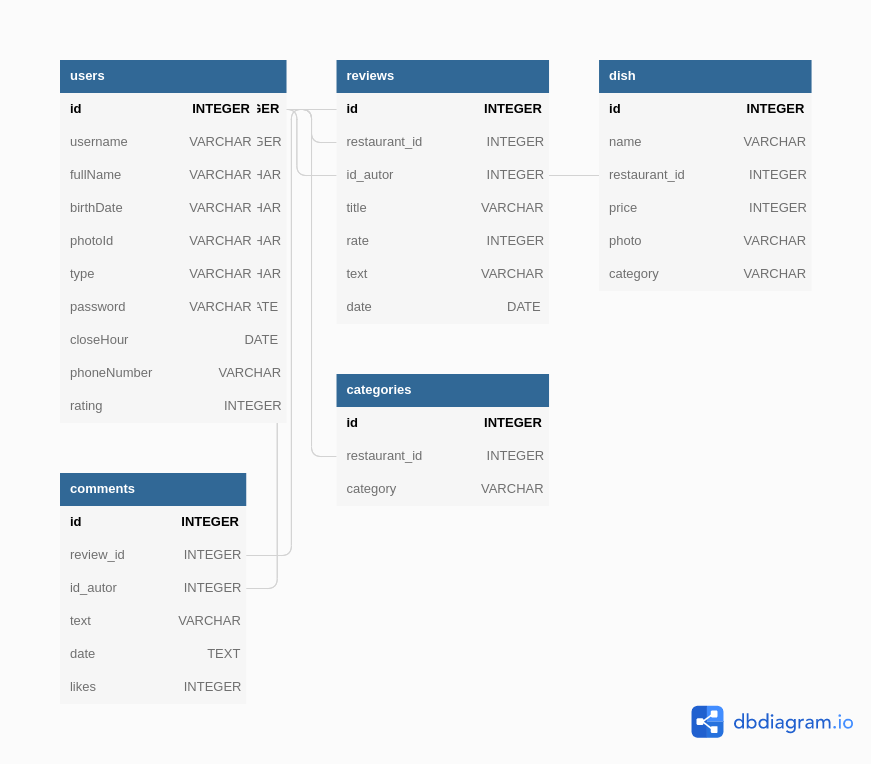 users
id INTEGER GER
username VARCHAR GER
fullName VARCHAR HAR
birthDate VARCHAR HAR
photoId VARCHAR HAR
type VARCHAR HAR
password VARCHAR ATE
closeHour DATE
phoneNumber VARCHAR
rating INTEGER
reviews
id INTEGER
restaurant_id INTEGER
id_autor INTEGER
title VARCHAR
rate INTEGER
text VARCHAR
date DATE
dish
id INTEGER
name VARCHAR
restaurant_id INTEGER
price INTEGER
photo VARCHAR
category VARCHAR
categories
id INTEGER
restaurant_id INTEGER
category VARCHAR
comments
id INTEGER
review_id INTEGER
id_autor INTEGER
text VARCHAR
date TEXT
likes INTEGER
dbdiagram.io